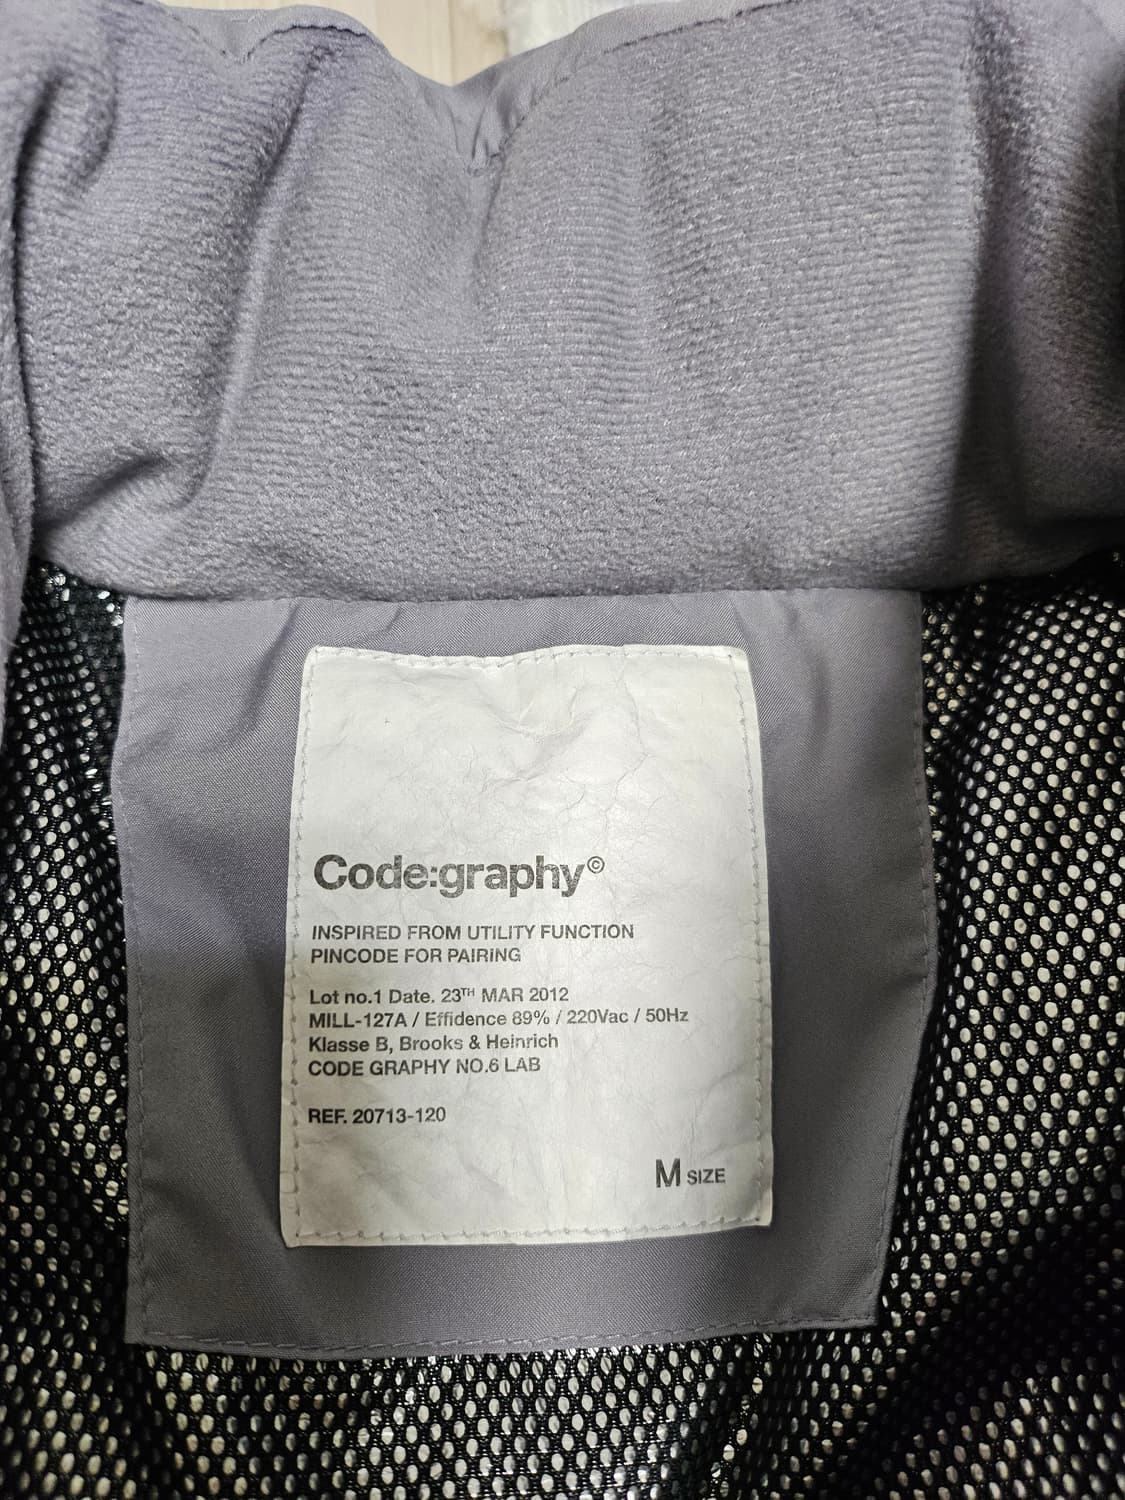 Code:graphy©
INSPIRED FROM UTILITY FUNCTION
PINCODE FOR PAIRING
Lot no.1 Date. 23TH MAR 2012
MILL-127A / Effidence 89% / 220Vac / 50Hz
Klasse B, Brooks & Heinrich
CODE GRAPHY NO.6 LAB
REF. 20713-120
M SIZE